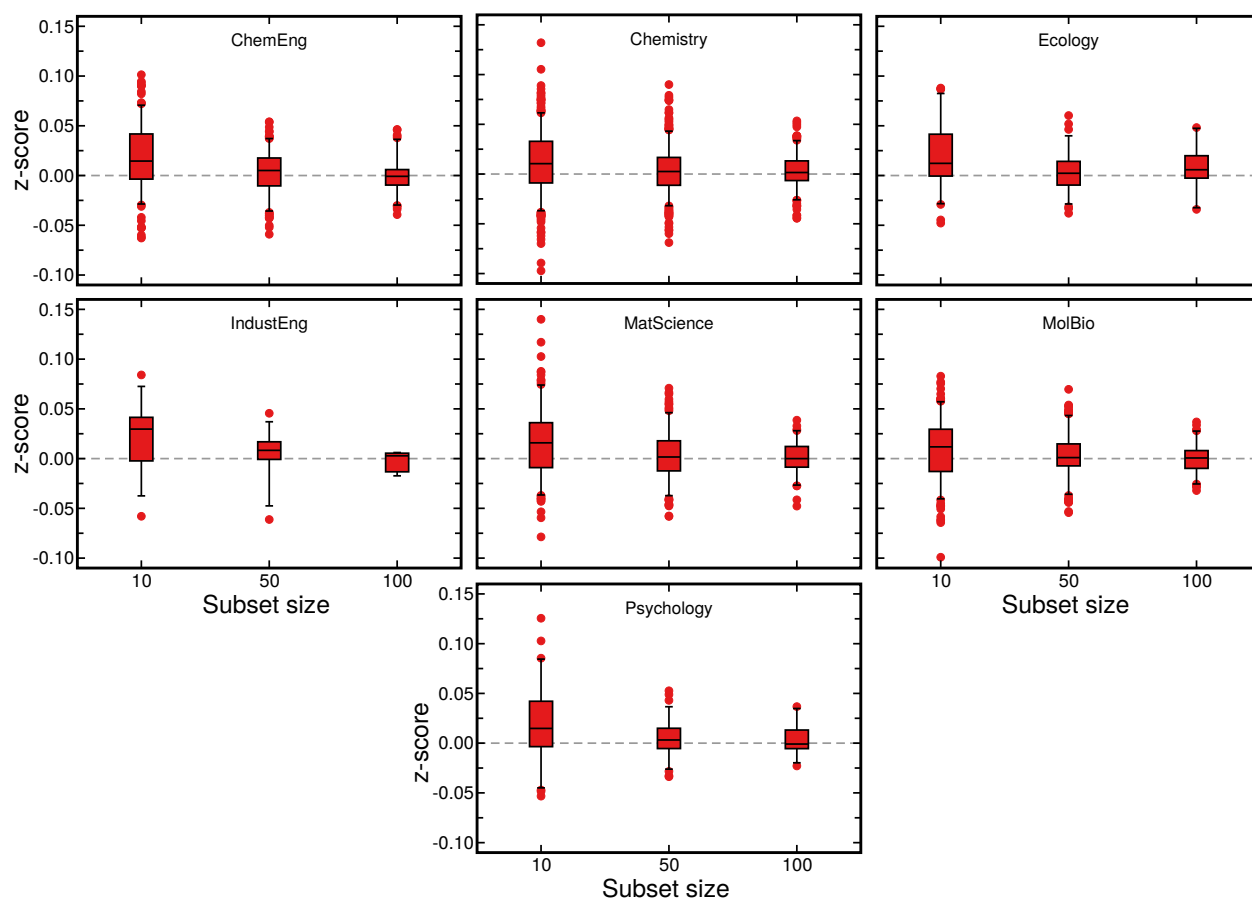 0.15
0.10
0.05
0.00
-0.05
-0.10
z-score
ChemEng
Chemistry
Ecology
0.15
0.10
0.05
0.00
-0.05
-0.10
z-score
IndustEng
MatScience
MolBio
10 50 100
Subset size
10 50 100
Subset size
0.15
0.10
0.05
0.00
-0.05
-0.10
z-score
Psychology
10 50 100
Subset size